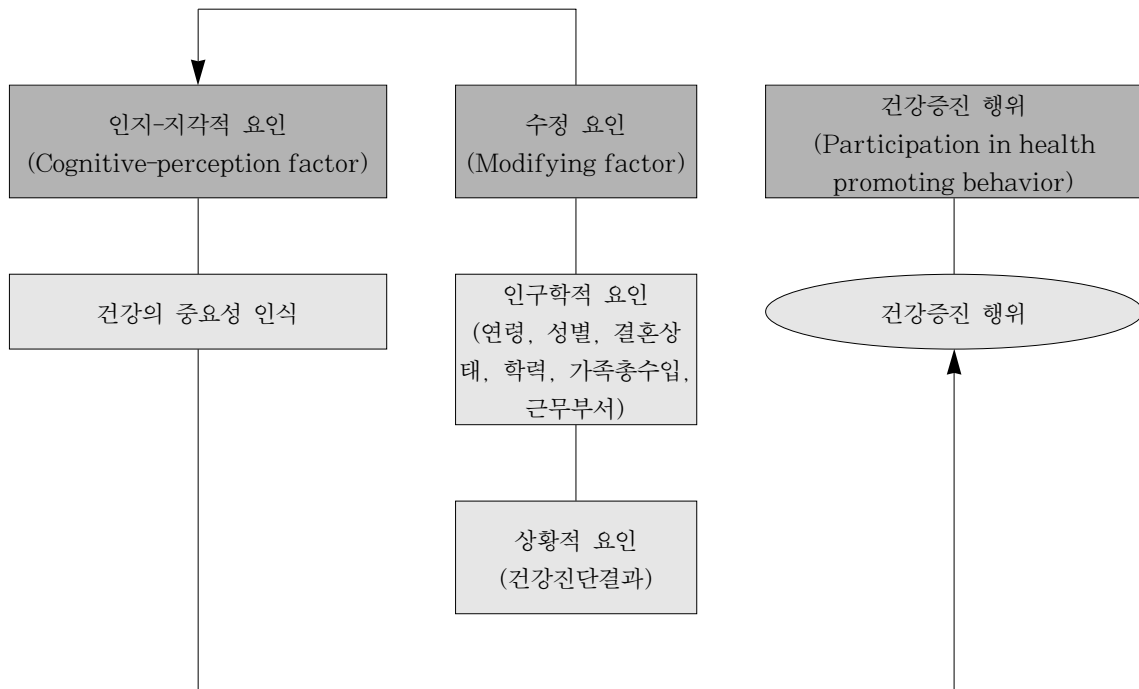 인지-지각적 요인
(Cognitive-perception factor)
수정 요인
(Modifying factor)
건강증진 행위
(Participation in health
promoting behavior)
건강의 중요성 인식
인구학적 요인
(연령, 성별, 결혼상
태, 학력, 가족총수입,
근무부서)
건강증진 행위
상황적 요인
(건강진단결과)